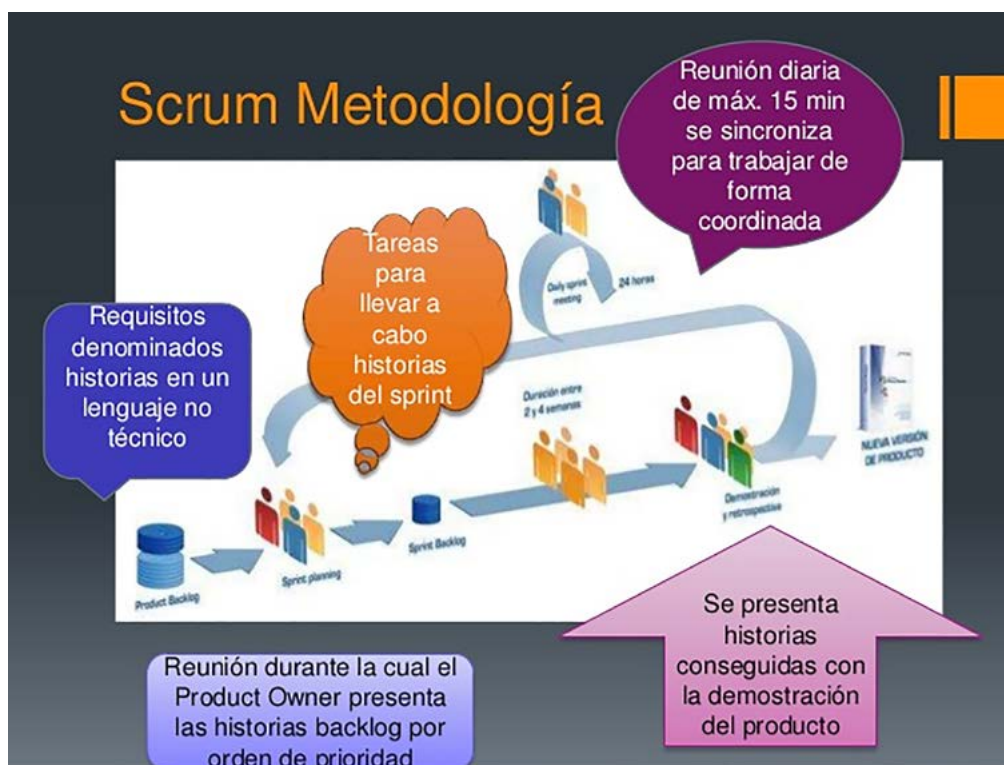 Scrum Metodología
Reunión diaria
de máx. 15 min
se sincroniza
para trabajar de
forma
coordinada
Tareas
para
llevar a
cabo
historias
del sprint
Requisitos
denominados
historias en un
lenguaje no
técnico
Daily sprint
meeting
24 horas
Duración entre
2 y 4 semanas
NUEVA VERSIÓN
DE PRODUCTO
Demostración
y retrospective
Sprint Backlog
Sprint planning
Product Backlog
Se presenta
historias
conseguidas con
la demostración
del producto
Reunión durante la cual el
Product Owner presenta
las historias backlog por
orden de prioridad